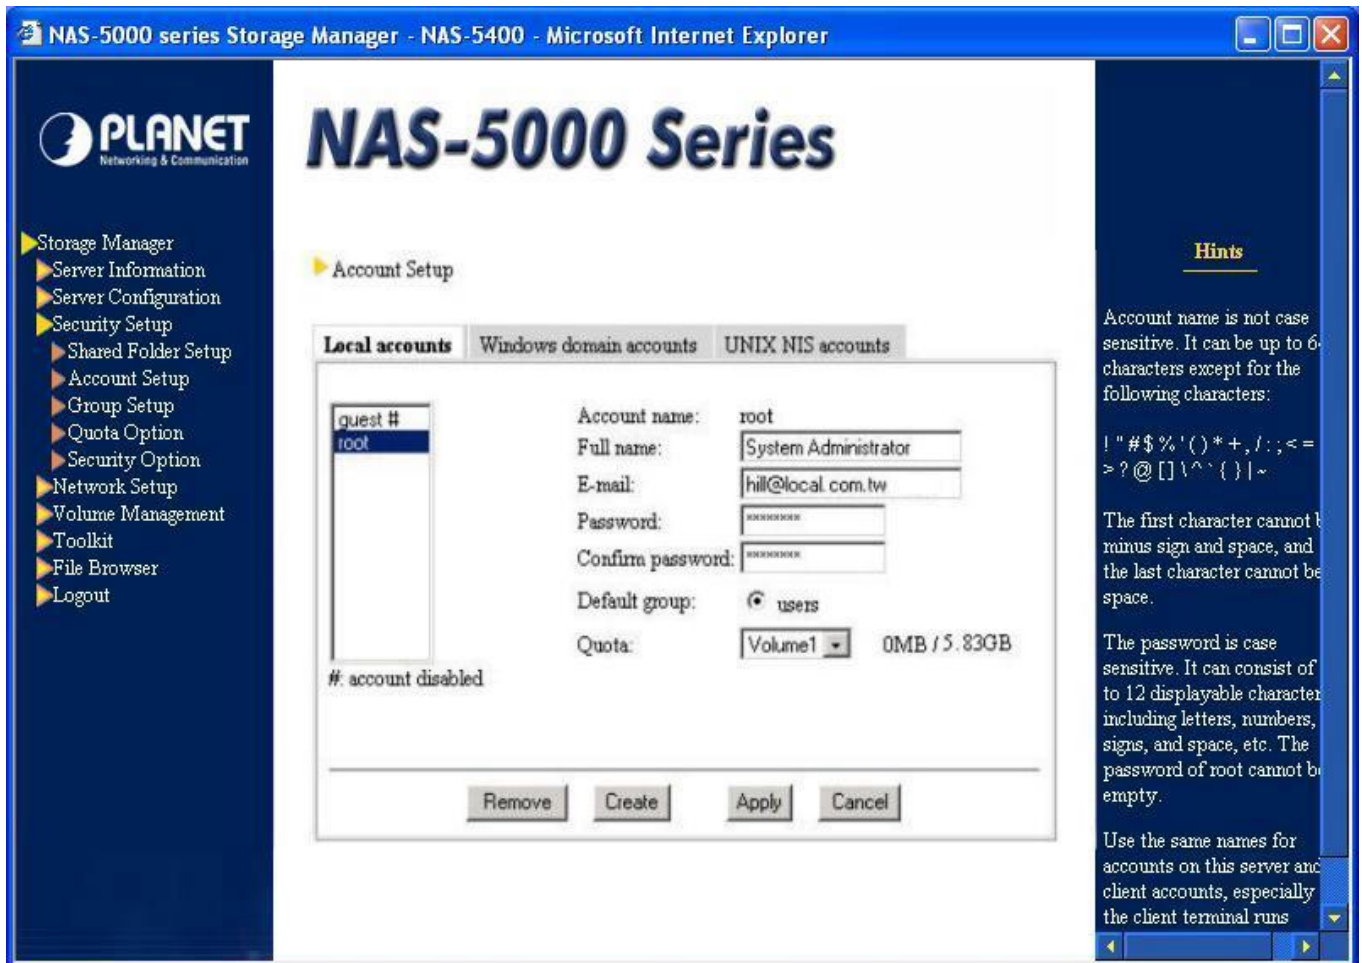 NAS-5000 series Storage Manager - NAS-5400 - Microsoft Internet Explorer
PLANET
Networking & Communication
NAS-5000 Series
Storage Manager
Server Information
Server Configuration
Security Setup
Shared Folder Setup
Account Setup
Group Setup
Quota Option
Security Option
Network Setup
Volume Management
Toolkit
File Browser
Logout
Account Setup
Local accounts Windows domain accounts UNIX NIS accounts
guest #
root
#: account disabled
Account name: root
Full name: System Administrator
E-mail: hill@local.com.tw
Password: ********
Confirm password: ********
Default group: users
Quota: Volume1 0MB / 5.83GB
Remove Create Apply Cancel
Hints
Account name is not case
sensitive. It can be up to
characters except for the
following characters:
! " # $ % ' ( ) * + , / : ; < =
> ? @ [ ] \ ^ ` { } | ~
The first character cannot
minus sign and space, and
the last character cannot be
space.
The password is case
sensitive. It can consist of
to 12 displayable
including letters, numbers,
signs, and space, etc. The
password of root cannot
empty.
Use the same names for
accounts on this server and
client accounts, especially
the client terminal runs